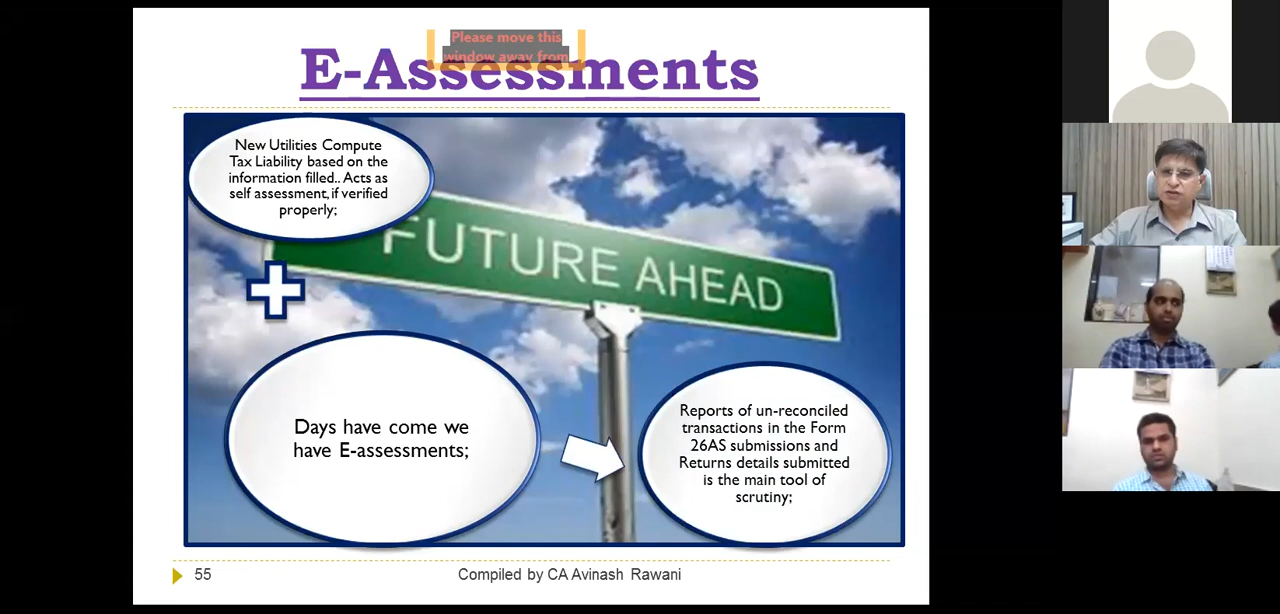 Please move this
window away from
E-Assessments
New Utilities Compute
Tax Liability based on the
information filled.. Acts as
self assessment, if verified
properly;
FUTURE AHEAD
Days have come we
have E-assessments;
Reports of un-reconciled
transactions in the Form
26AS submissions and
Returns details submitted
is the main tool of
scrutiny;
55
Compiled by CA Avinash Rawani